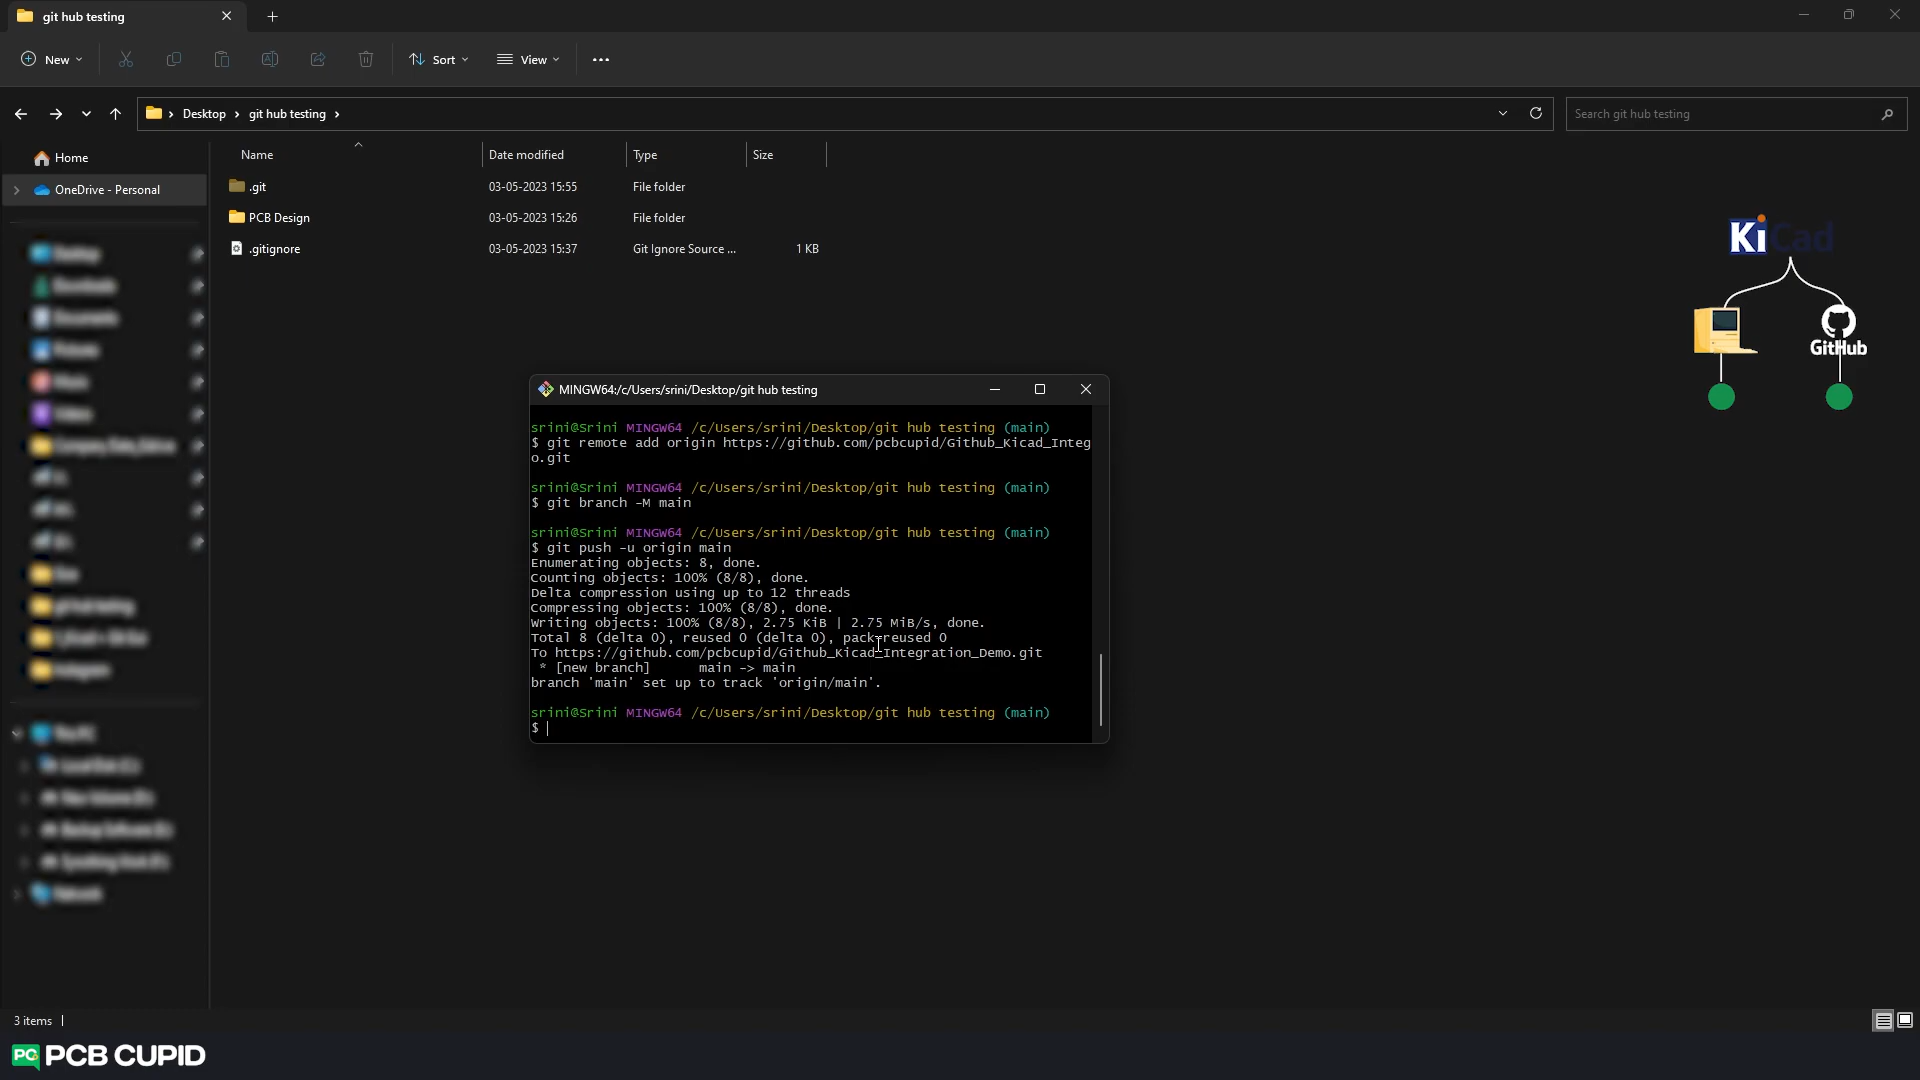 git hub testing
New
Sort
View
Desktop
git hub testing
Search git hub testing
Home
OneDrive - Personal
Name
Date modified
Type
Size
.git
03-05-2023 15:55
File folder
PCB Design
03-05-2023 15:26
File folder
.gitignore
03-05-2023 15:37
Git Ignore Source ...
1 KB
KiCad
GitHub
MINGW64:/c/Users/srini/Desktop/git hub testing
srini@Srini MINGW64 /c/Users/srini/Desktop/git hub testing (main)
$ git remote add origin https://github.com/pcbcupid/Github_Kicad_Integ
o.git
srini@Srini MINGW64 /c/Users/srini/Desktop/git hub testing (main)
$ git branch -M main
srini@Srini MINGW64 /c/Users/srini/Desktop/git hub testing (main)
$ git push -u origin main
Enumerating objects: 8, done.
Counting objects: 100% (8/8), done.
Delta compression using up to 12 threads
Compressing objects: 100% (8/8), done.
Writing objects: 100% (8/8), 2.75 KiB | 2.75 MiB/s, done.
Total 8 (delta 0), reused 0 (delta 0), pack-reused 0
To https://github.com/pcbcupid/Github_Kicad_Integration_Demo.git
* [new branch] main -> main
branch 'main' set up to track 'origin/main'.
srini@Srini MINGW64 /c/Users/srini/Desktop/git hub testing (main)
$
3 items
PC PCB CUPID